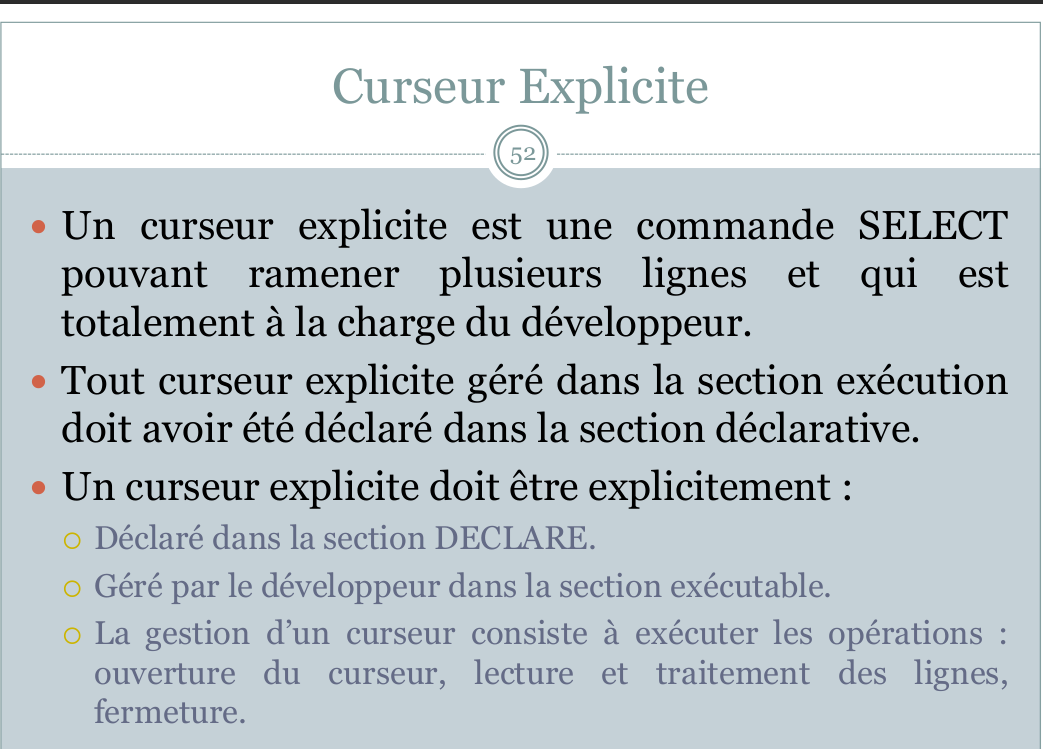 Curseur Explicite
52
Un curseur explicite est une commande SELECT
pouvant ramener plusieurs lignes et qui est
totalement à la charge du développeur.
Tout curseur explicite géré dans la section exécution
doit avoir été déclaré dans la section déclarative.
Un curseur explicite doit être explicitement :
Déclaré dans la section DECLARE.
Géré par le développeur dans la section exécutable.
La gestion d'un curseur consiste à exécuter les opérations :
ouverture du curseur, lecture et traitement des lignes,
fermeture.